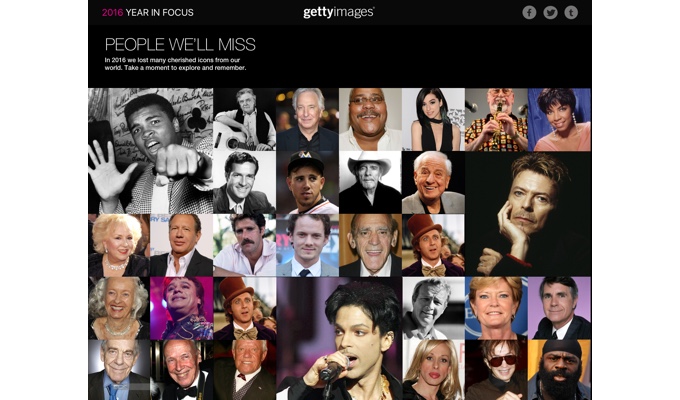 2016 YEAR IN FOCUS
gettyimages®
PEOPLE WE'LL MISS
In 2016 we lost many cherished icons from our
world. Take a moment to explore and remember.